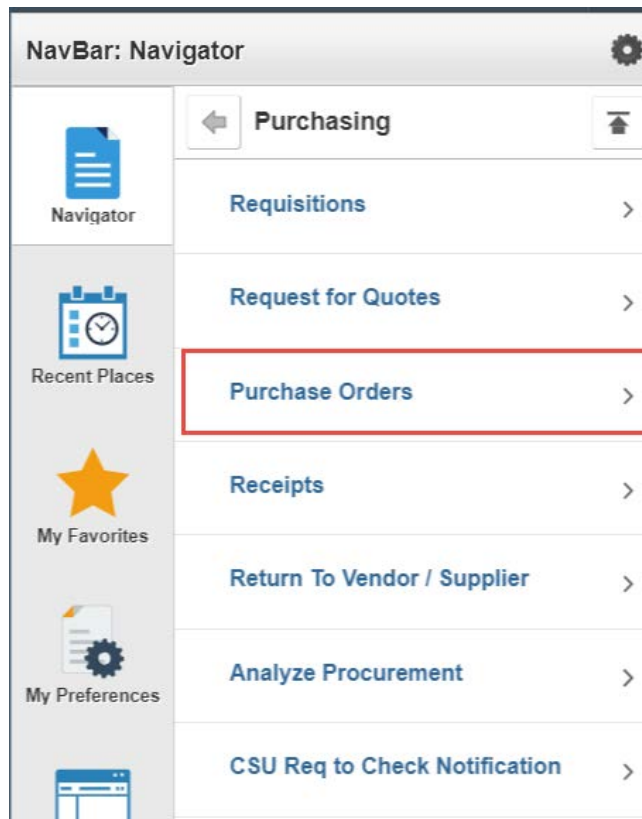 NavBar: Navigator
Purchasing
Navigator
Requisitions
Request for Quotes
Recent Places
Purchase Orders
Receipts
My Favorites
Return To Vendor / Supplier
Analyze Procurement
My Preferences
CSU Req to Check Notification